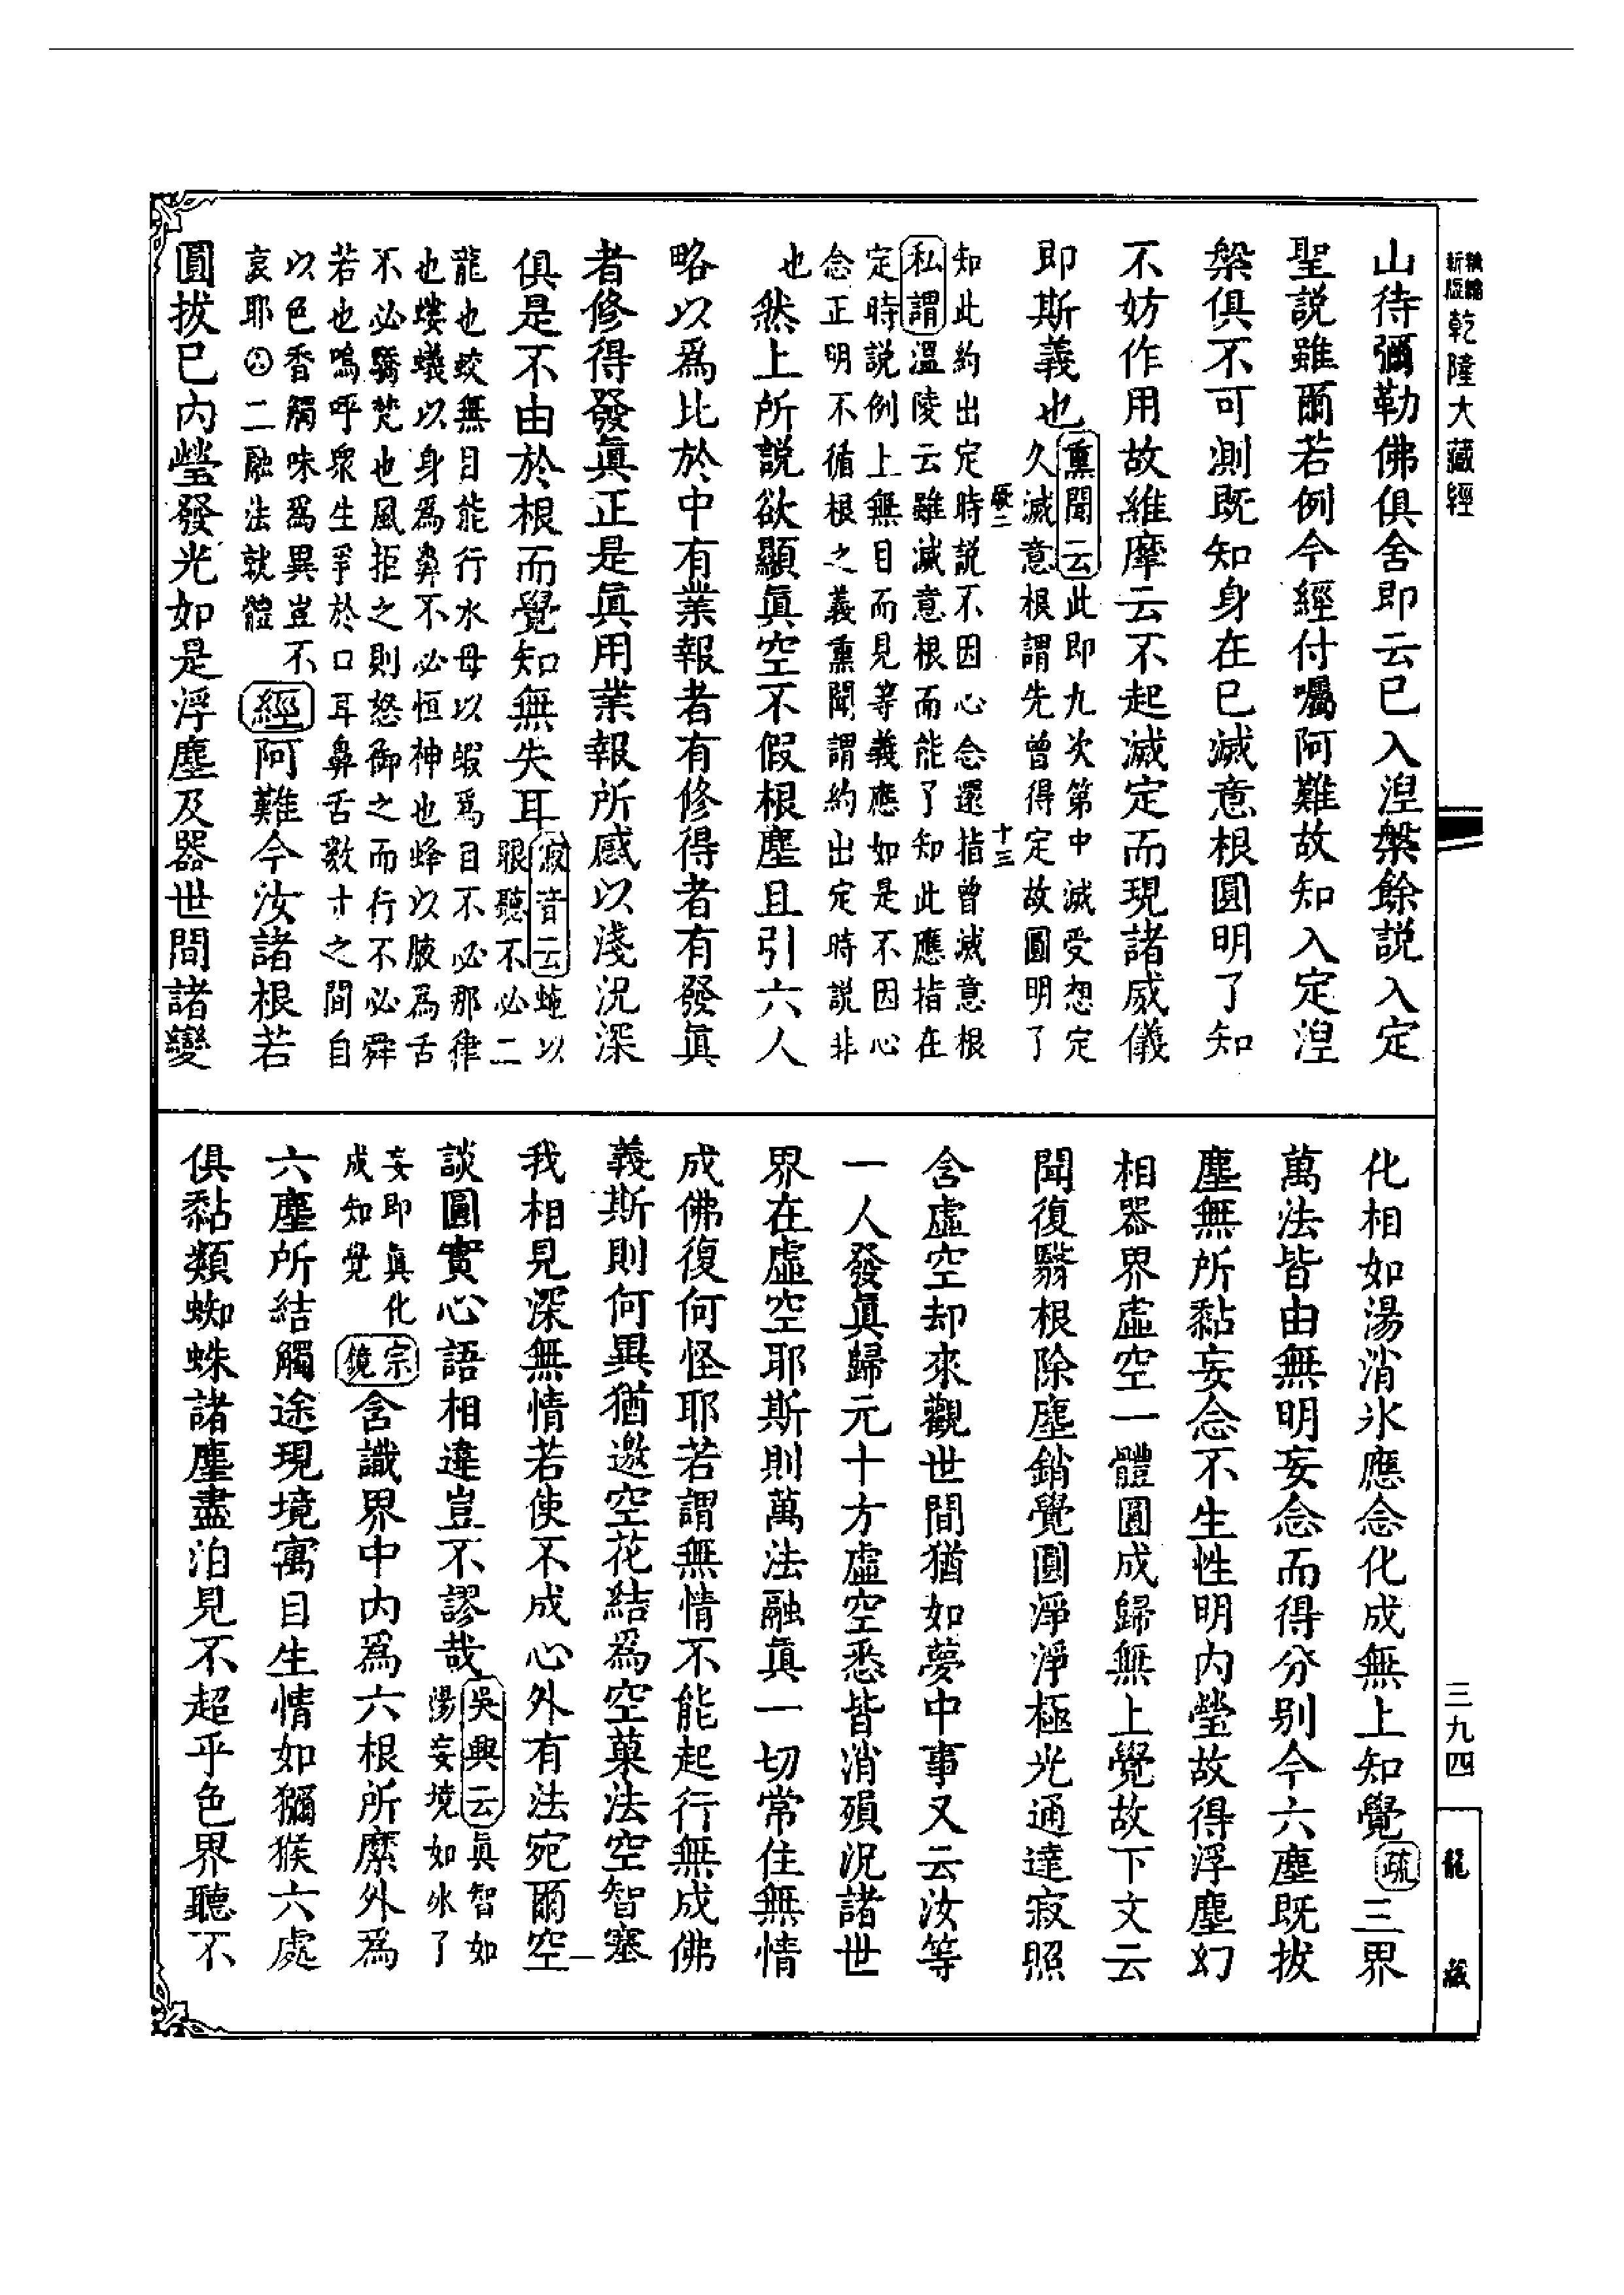 新編縮版乾隆大藏經
三九四
龍藏
山待彌勒佛俱舍即云已入涅槃餘説入定
聖説雖爾若例今經付囑阿難故知入定涅
槃俱不可測既知身在已滅意根圓明了知
不妨作用故維摩云不起滅定而現諸威儀
即斯義也
熏聞云此即九次第中滅受想定
久滅意根謂先曾得定故圓明了
十三
知此約出定時説不因心念還指曾滅意根
私謂溫陵云雖滅意根而能了知此應指在
定時説例上無目而見等義應如是不因心
念正明不循根之義熏聞謂約出定時説非
也然上所説欲顯眞空不假根塵且引六人
略以爲比於中有業報者有修得者有發眞
者修得發眞正是眞用業報所感以淺況深
俱是不由於根而覺知無失耳
寂音云虵以
眼聽不必二
龍也蛟無目能行水母以蝦爲目不必那律
也螻蟻以身爲鼻不必恒神也蜂以腋爲舌
不必驕梵也風拒之則怒御之而行不必舜
若也嗚呼衆生爭於口耳鼻舌數寸之間自
以色香觸味爲異豈不
哀耶㊂二融法就體
經阿難今汝諸根若
圓拔已內瑩發光如是浮塵及器世間諸變
化相如湯消氷應念化成無上知覺疏三界
萬法皆由無明妄念而得分別今六塵既拔
塵無所黏妄念不生性明内瑩故得浮塵幻
相器界虛空一體圓成歸無上覺故下文云
聞復翳根除塵銷覺圓淨淨極光通達寂照
含虛空却來觀世間猶如夢中事又云汝等
一人發眞歸元十方虛空悉皆消殞況諸世
界在虛空耶斯則萬法融眞一切常住無情
成佛復何怪耶若謂無情不能起行無成佛
義斯則何異猶邀空花結爲空菓法空智塞
我相見深無情若使不成心外有法宛爾空
談圓實心語相違豈不謬哉
吳興云眞智如
湯妄境如氷了
妄即眞化
成知覺
宗鏡含識界中内爲六根所縻外爲
六塵所結觸途現境寓目生情如獼猴六處
俱黏類蜘蛛諸塵盡泊見不超乎色界聽不